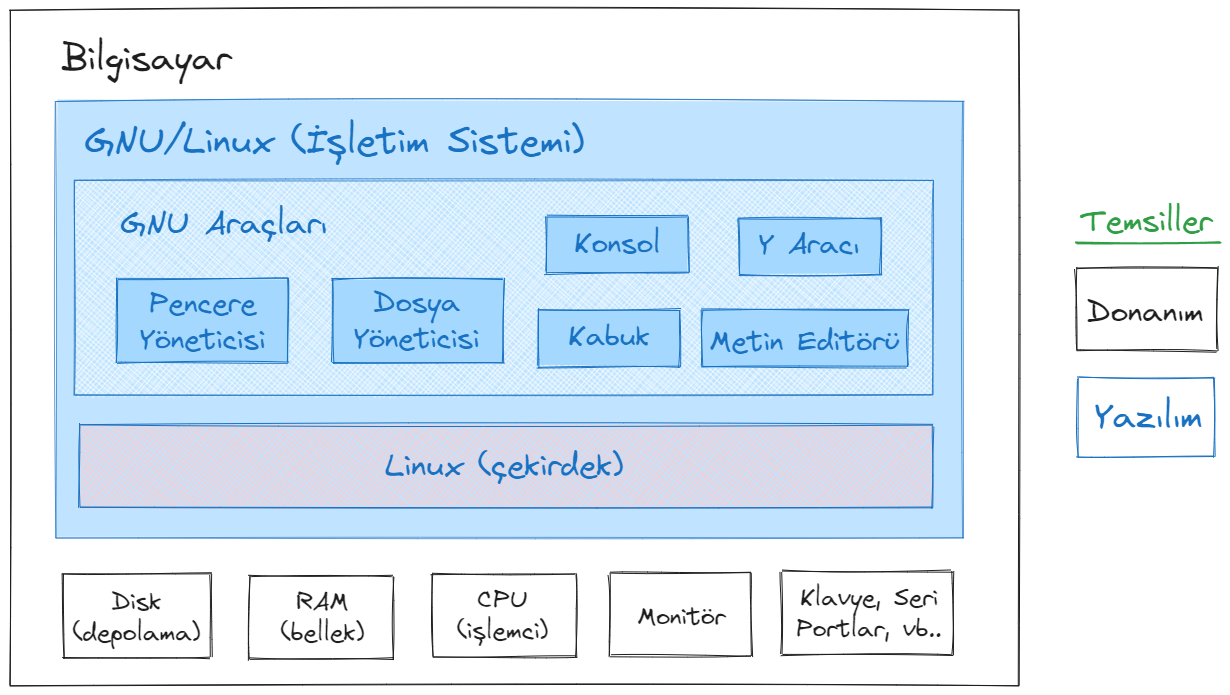 Bilgisayar
GNU/Linux (İşletim Sistemi)
GNU Araçları
Konsol
Y Aracı
Pencere
Yöneticisi
Dosya
Yöneticisi
Kabuk
Metin Editörü
Linux (çekirdek)
Disk
(depolama)
RAM
(bellek)
CPU
(işlemci)
Monitör
Klavye, Seri
Portlar, vb..
Temsiller
Donanım
Yazılım